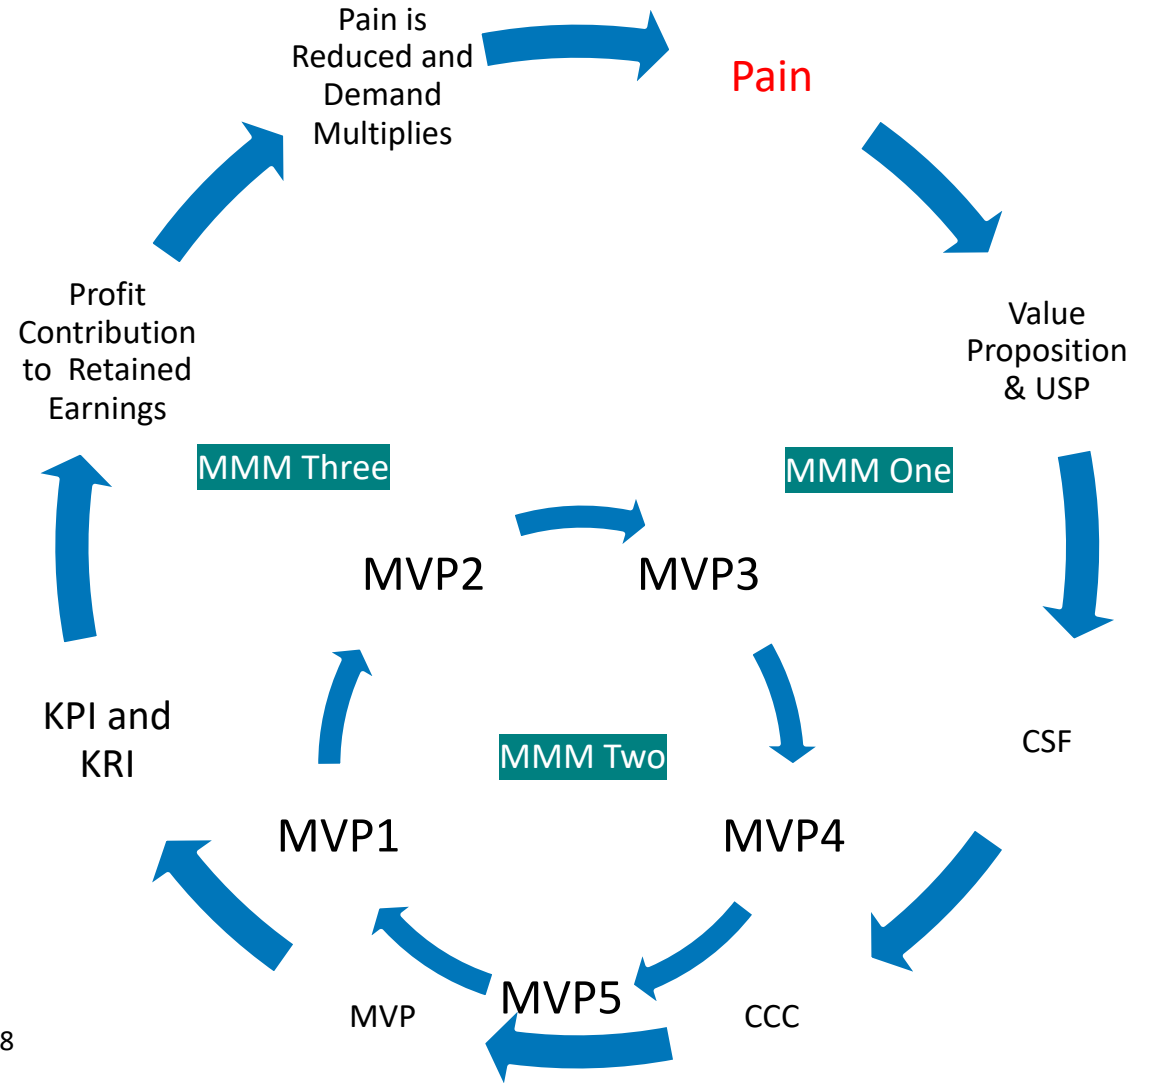 Pain is
Reduced and
Demand
Multiplies
Pain
Value
Proposition
& USP
Profit
Contribution
to Retained
Earnings
MMM Three
MMM One
MVP2
MVP3
KPI and
KRI
CSF
MMM Two
MVP1
MVP4
MVP5
MVP
CCC
8